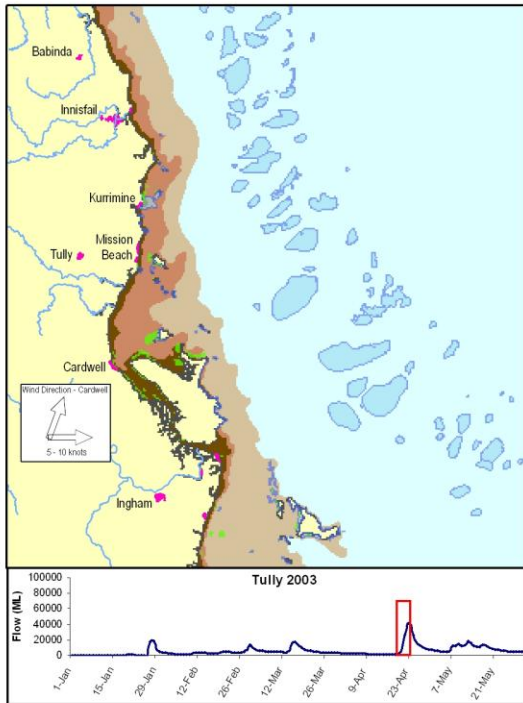 Babinda
Innisfail
Kurrimine
Mission
Beach
Tully
Cardwell
Wind Direction - Cardwell
5 - 10 knots
Ingham
Tully 2003
Flow (ML)
100000
80000
60000
40000
20000
0
1-Jan
15-Jan
29-Jan
12-Feb
26-Feb
12-Mar
26-Mar
9-Apr
23-Apr
7-May
21-May